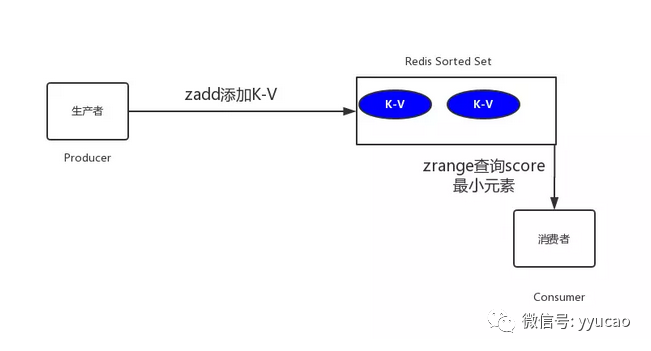 Redis Sorted Set
zadd添加K-V
K-V
K-V
生产者
Producer
zrange查询score
最小元素
消费者
Consumer
微信号: yyucao